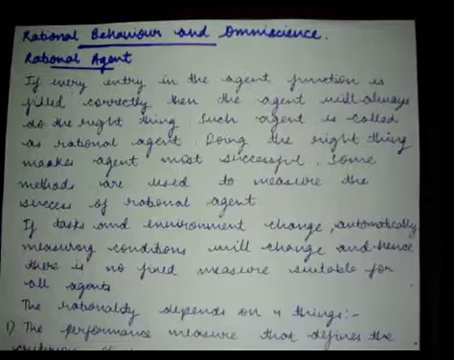 Rational Behaviour and Omniscience.
Rational Agent
If every entry in the agent function is
filled correctly then the agent will always
do the right thing. Such agent is called
as rational agent. Doing the right thing
makes agent most successful. Some
methods are used to measure the
success of rational agent.
If tasks and environment change, automatically
measuring conditions will change and hence
there is no fixed measure suitable for
all agents
The rationality depends on 4 things:-
1) The performance measure that defines the